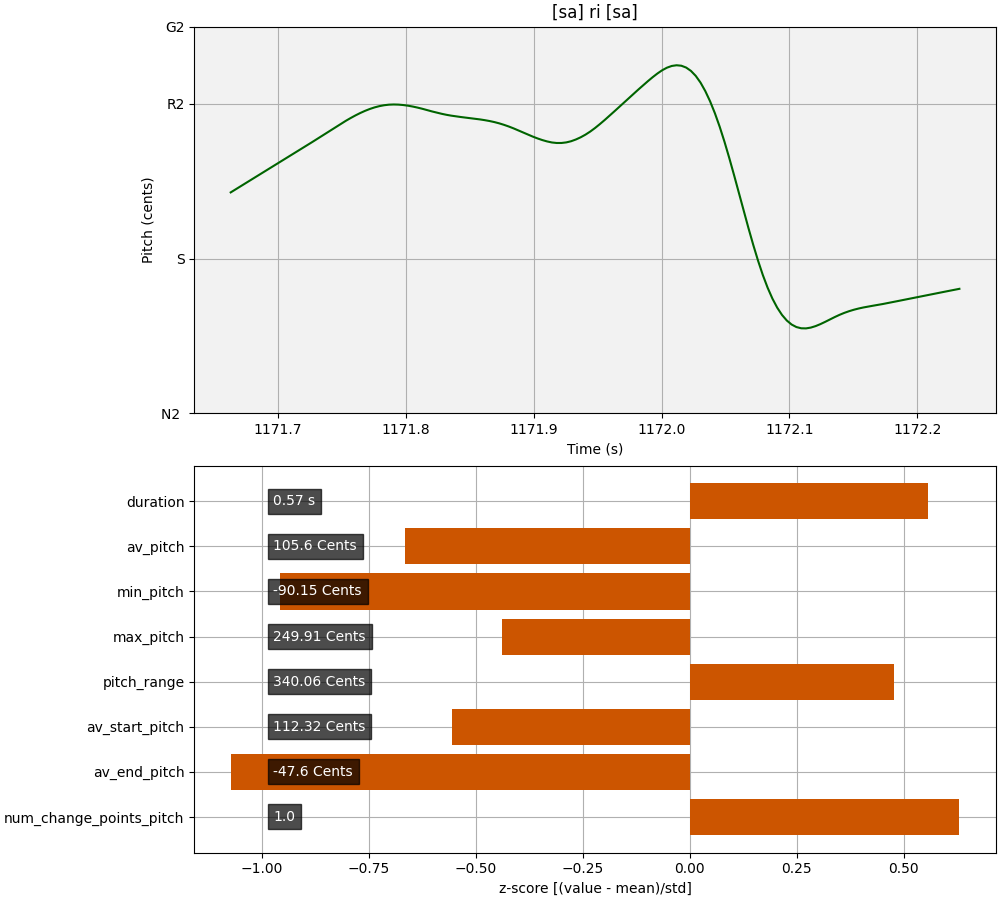 [sa] ri [sa]
G2
R2
S
N2
Pitch (cents)
1171.7 1171.8 1171.9 1172.0 1172.1 1172.2
Time (s)
duration 0.57 s
av_pitch 105.6 Cents
min_pitch -90.15 Cents
max_pitch 249.91 Cents
pitch_range 340.06 Cents
av_start_pitch 112.32 Cents
av_end_pitch -47.6 Cents
num_change_points_pitch 1.0
−1.00 −0.75 −0.50 −0.25 0.00 0.25 0.50
z-score [(value - mean)/std]